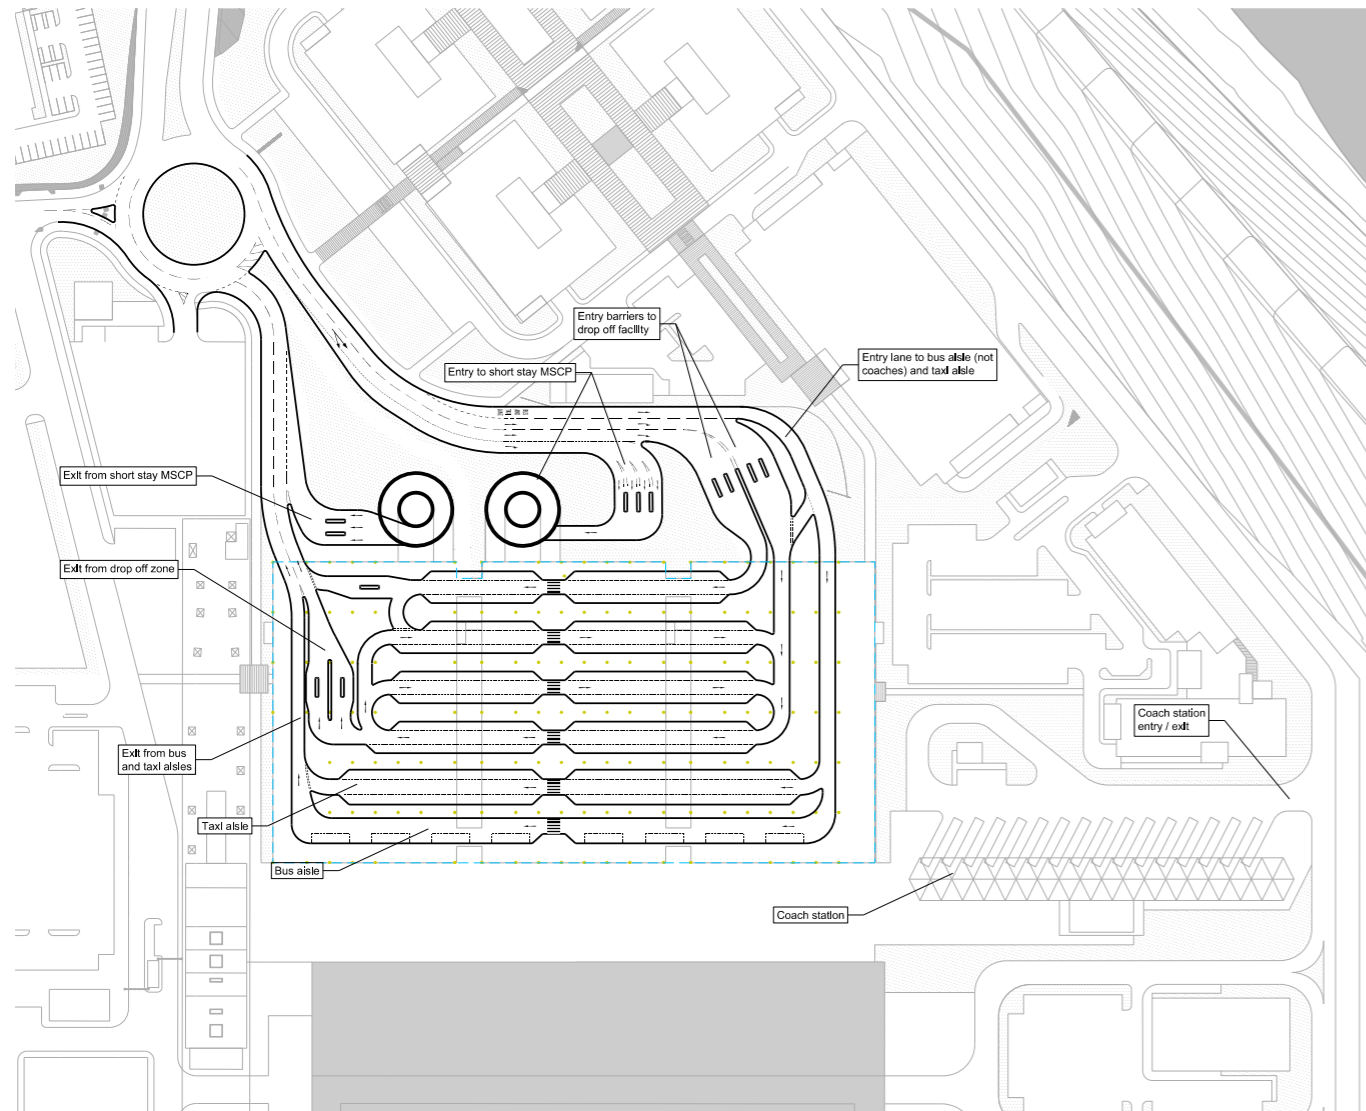 Entry barriers to
drop off facility
Entry lane to bus aisle (not
coaches) and taxi aisle
Entry to short stay MSCP
Exit from short stay MSCP
Exit from drop off zone
Coach station
entry / exit
Exit from bus
and taxi aisles
Taxi aisle
Bus aisle
Coach station